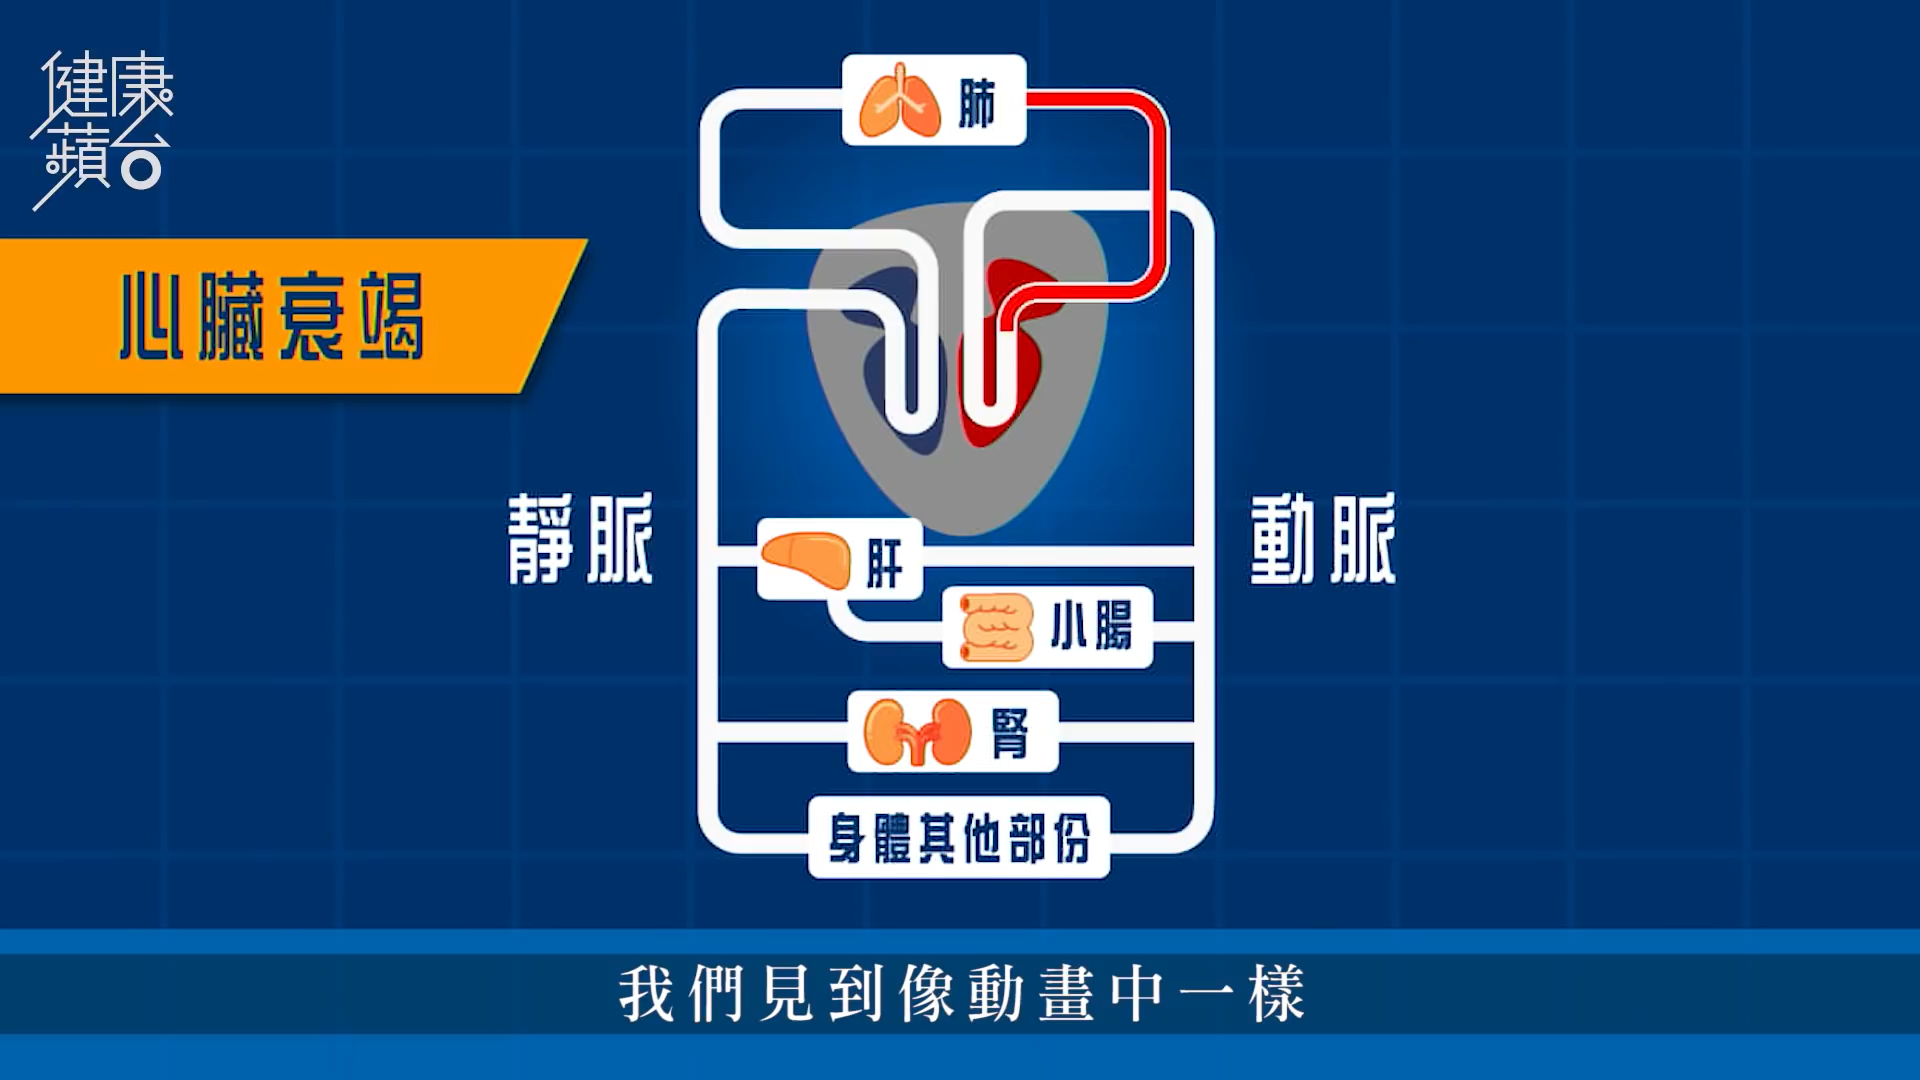 健康
蘋台
肺
心臟衰竭
靜脈
動脈
肝
小腸
腎
身體其他部份
我們見到像動畫中一樣